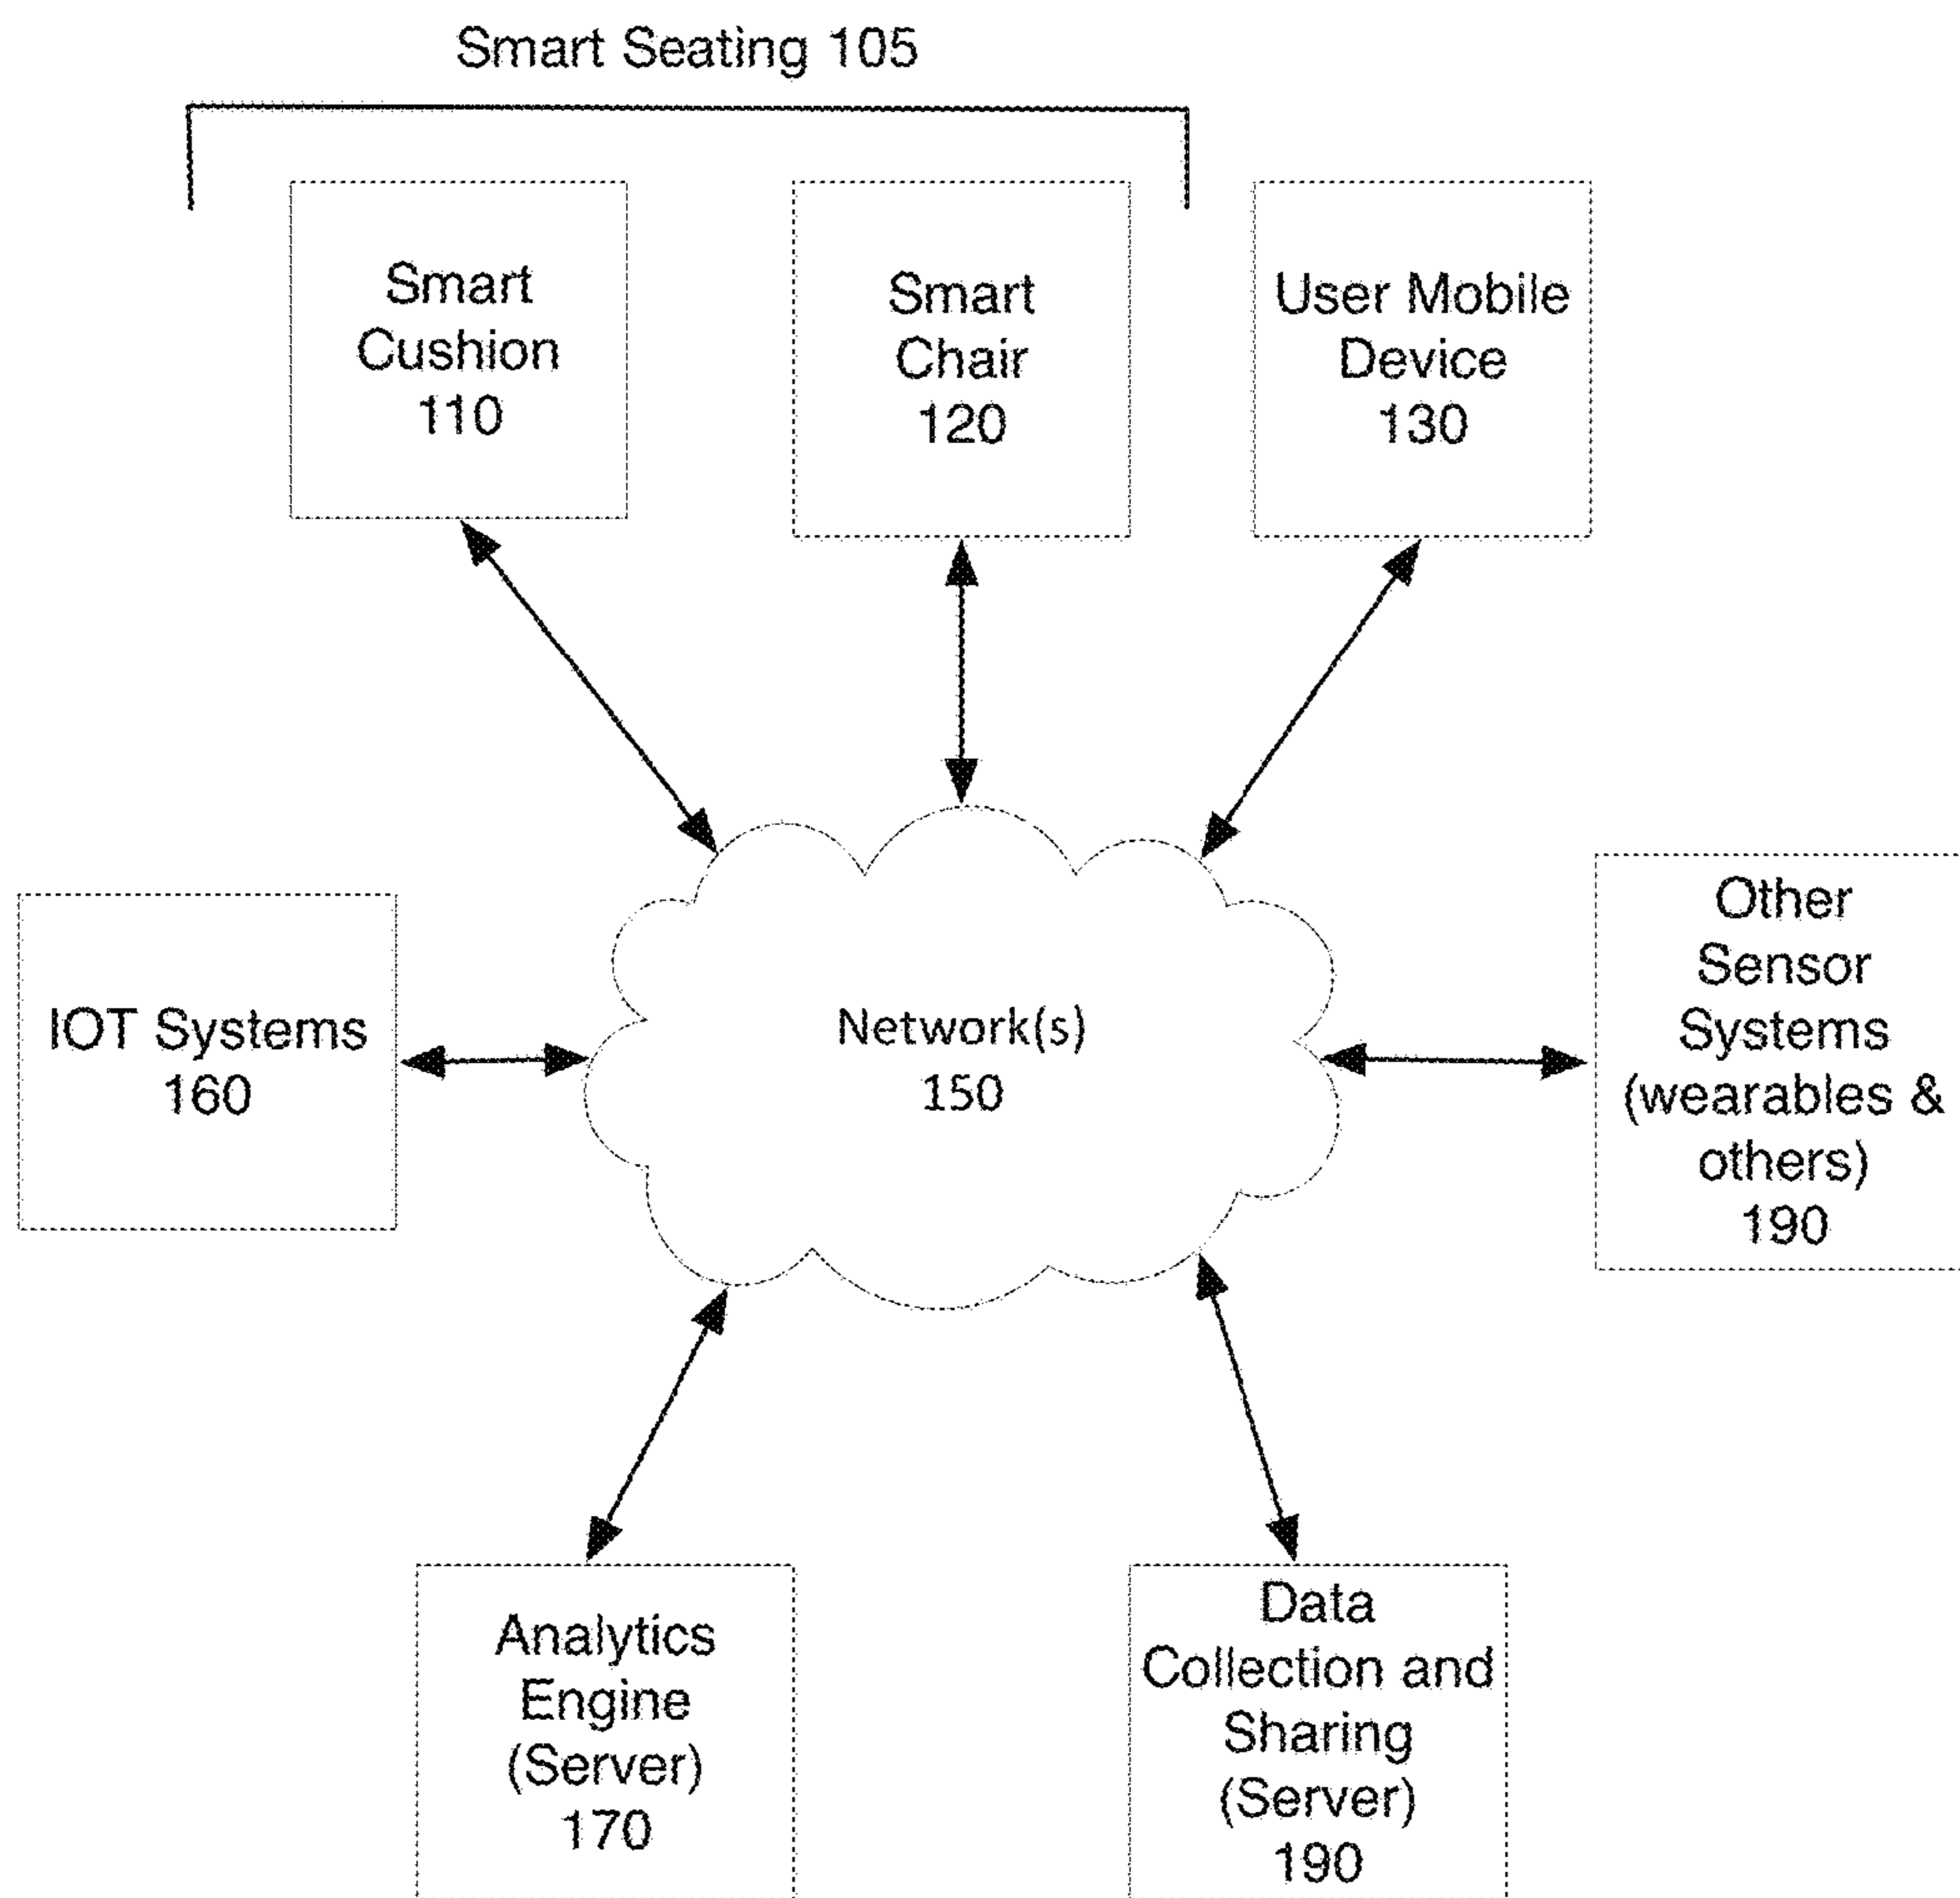 Smart Seating 105
Smart
Cushion
110
Smart
Chair
120
User Mobile
Device
130
IOT Systems
160
Network(s)
150
Other
Sensor
Systems
(wearables &
others)
190
Analytics
Engine
(Server)
170
Data
Collection and
Sharing
(Server)
190